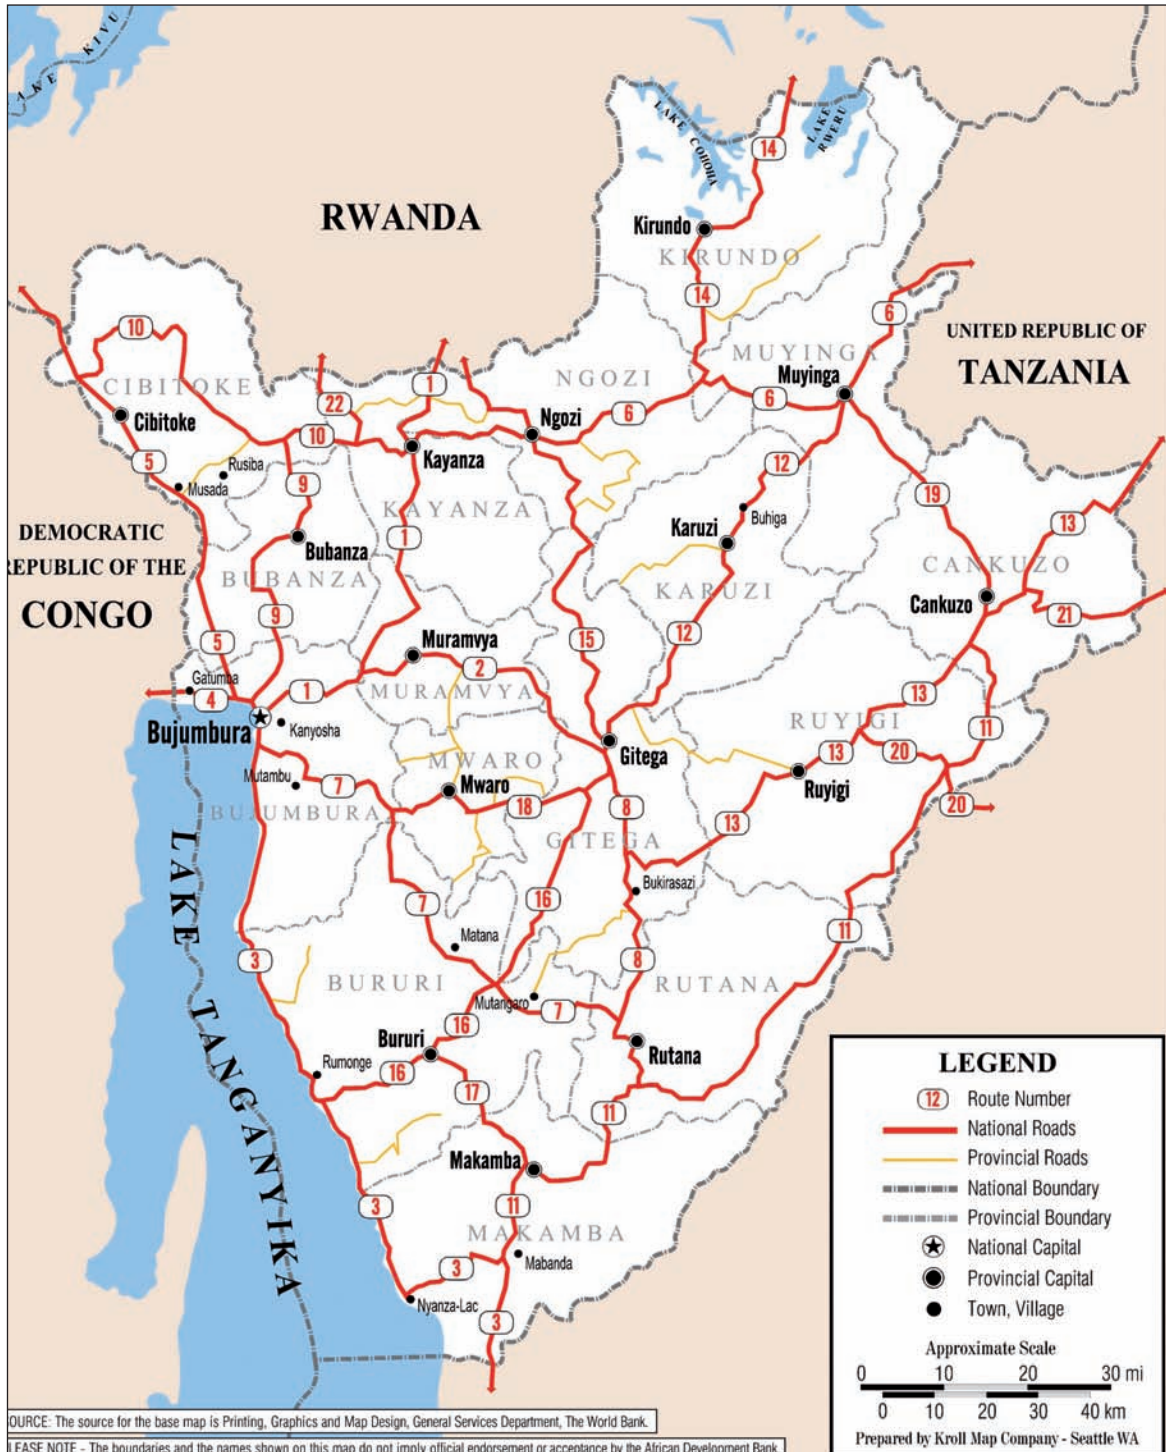 LAKE KIVU
LAKE COHOHA
LAKE RWERU
14
RWANDA
Kirundo
KIRUNDO
14
6
UNITED REPUBLIC OF
TANZANIA
10
CIBITOKE
1
NGOZI
MUYINGA
Muyinga
22
6
6
Cibitoke
Ngozi
10
Kayanza
5
Rusiba
Musada
9
12
19
KAYANZA
Buhiga
13
DEMOCRATIC
REPUBLIC OF THE
CONGO
Bubanza
1
Karuzi
CANKUZO
BUBANZA
KARUZI
Cankuzo
9
21
5
Muramvya
15
12
2
Gatumba
4
1
MURAMVYA
13
RUYIGI
11
Bujumbura
Kanyosha
MWARO
Gitega
13
20
Mutambu
7
Mwaro
Ruyigi
BUJUMBURA
18
8
13
20
GITEGA
LAKE TANGANYIKA
7
16
Bukirasazi
Matana
11
3
8
BURURI
RUTANA
Mutangaro
7
16
Bururi
Rutana
Rumonge
16
17
11
Makamba
3
11
MAKAMBA
3
Mabanda
Nyanza-Lac
3
LEGEND
12 Route Number
National Roads
Provincial Roads
National Boundary
Provincial Boundary
National Capital
Provincial Capital
Town, Village
Approximate Scale
0 10 20 30 mi
0 10 20 30 40 km
Prepared by Kroll Map Company - Seattle WA
OURCE: The source for the base map is Printing, Graphics and Map Design, General Services Department, The World Bank.
LEASE NOTE - The boundaries and the names shown on this map do not imply official endorsement or acceptance by the African Development Bank.